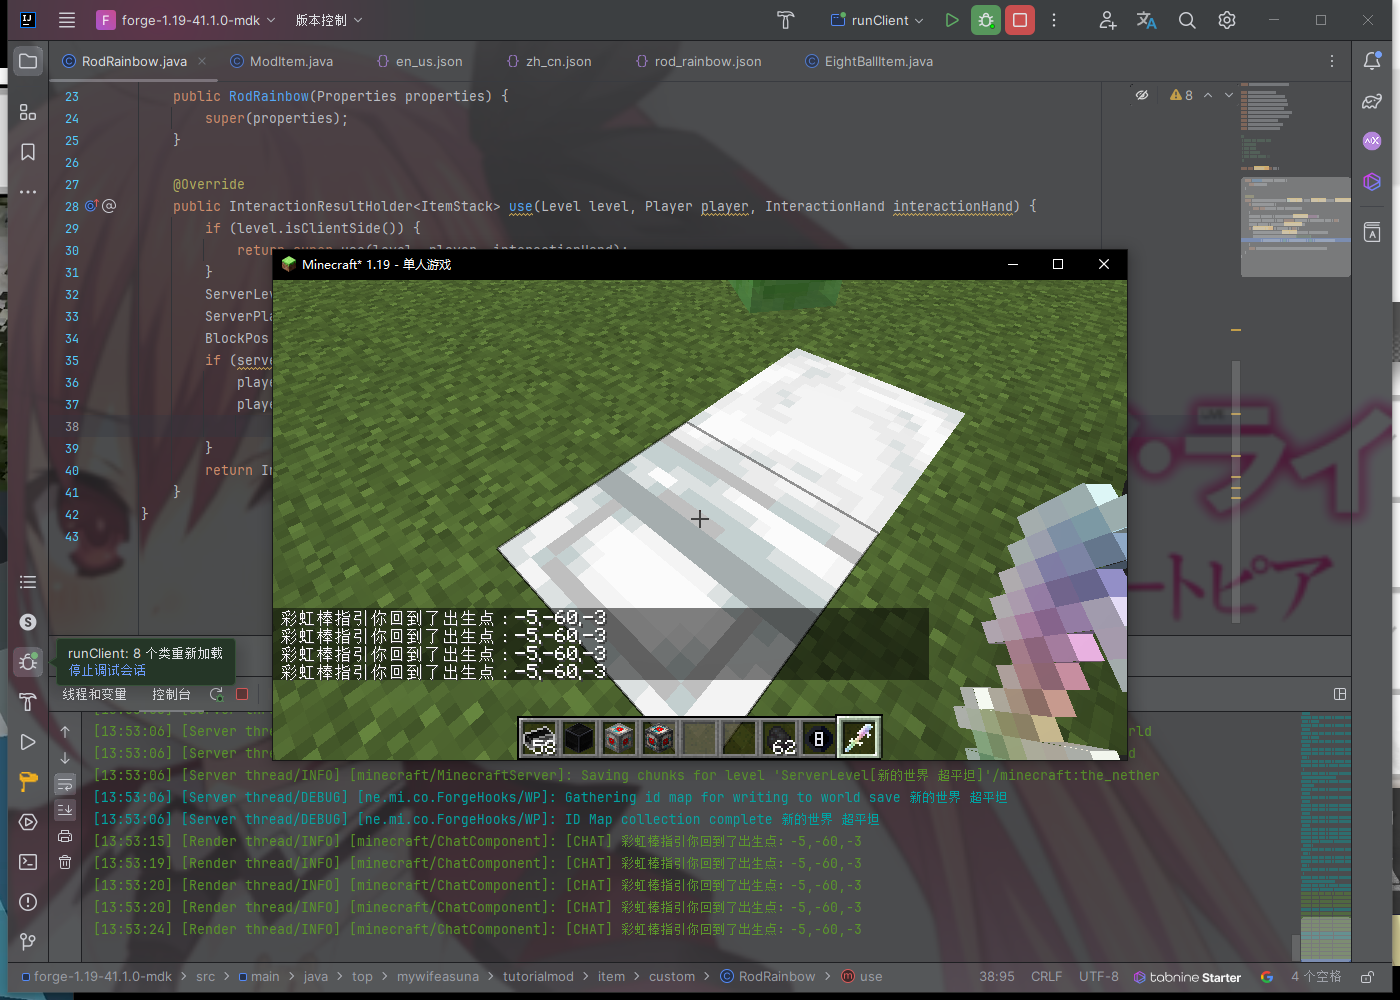 forge-1.19-41.1.0-mdk
版本控制
runClient
RodRainbow.java
ModItem.java
en_us.json
zh_cn.json
rod_rainbow.json
EightBallItem.java
23 public RodRainbow(Properties properties) {
8
24 super(properties);
25 }
26
27 @Override
28 public InteractionResultHolder<ItemStack> use(Level level, Player player, InteractionHand interactionHand) {
29 if (level.isClientSide()) {
30 return super.use(level, player, interactionHand);
31 }
32 ServerLev
33 ServerPla
34 BlockPos
35 if (serve
36 playe
37 playe
38
39 }
40 return In
41 }
42 }
43
Minecraft* 1.19 - 单人游戏
彩虹棒指引你回到了出生点：-5,-60,-3
彩虹棒指引你回到了出生点：-5,-60,-3
彩虹棒指引你回到了出生点：-5,-60,-3
彩虹棒指引你回到了出生点：-5,-60,-3
58
62
8
ン・ライ
ートピア
runClient: 8 个类重新加载
停止调试会话
线程和变量
控制台
[13:53:06] [Server thre
[13:53:06] [Server thre
[13:53:06] [Server thread/INFO] [minecraft/MinecraftServer]: Saving chunks for level 'ServerLevel[新的世界 超平坦]'/minecraft:the_nether
[13:53:06] [Server thread/DEBUG] [ne.mi.co.ForgeHooks/WP]: Gathering id map for writing to world save 新的世界 超平坦
[13:53:06] [Server thread/DEBUG] [ne.mi.co.ForgeHooks/WP]: ID Map collection complete 新的世界 超平坦
[13:53:15] [Render thread/INFO] [minecraft/ChatComponent]: [CHAT] 彩虹棒指引你回到了出生点：-5,-60,-3
[13:53:19] [Render thread/INFO] [minecraft/ChatComponent]: [CHAT] 彩虹棒指引你回到了出生点：-5,-60,-3
[13:53:20] [Render thread/INFO] [minecraft/ChatComponent]: [CHAT] 彩虹棒指引你回到了出生点：-5,-60,-3
[13:53:20] [Render thread/INFO] [minecraft/ChatComponent]: [CHAT] 彩虹棒指引你回到了出生点：-5,-60,-3
[13:53:24] [Render thread/INFO] [minecraft/ChatComponent]: [CHAT] 彩虹棒指引你回到了出生点：-5,-60,-3
forge-1.19-41.1.0-mdk > src > main > java > top > mywifeasuna > tutorialmod > item > custom > RodRainbow > use
38:95 CRLF UTF-8 tabnine Starter 4 个空格